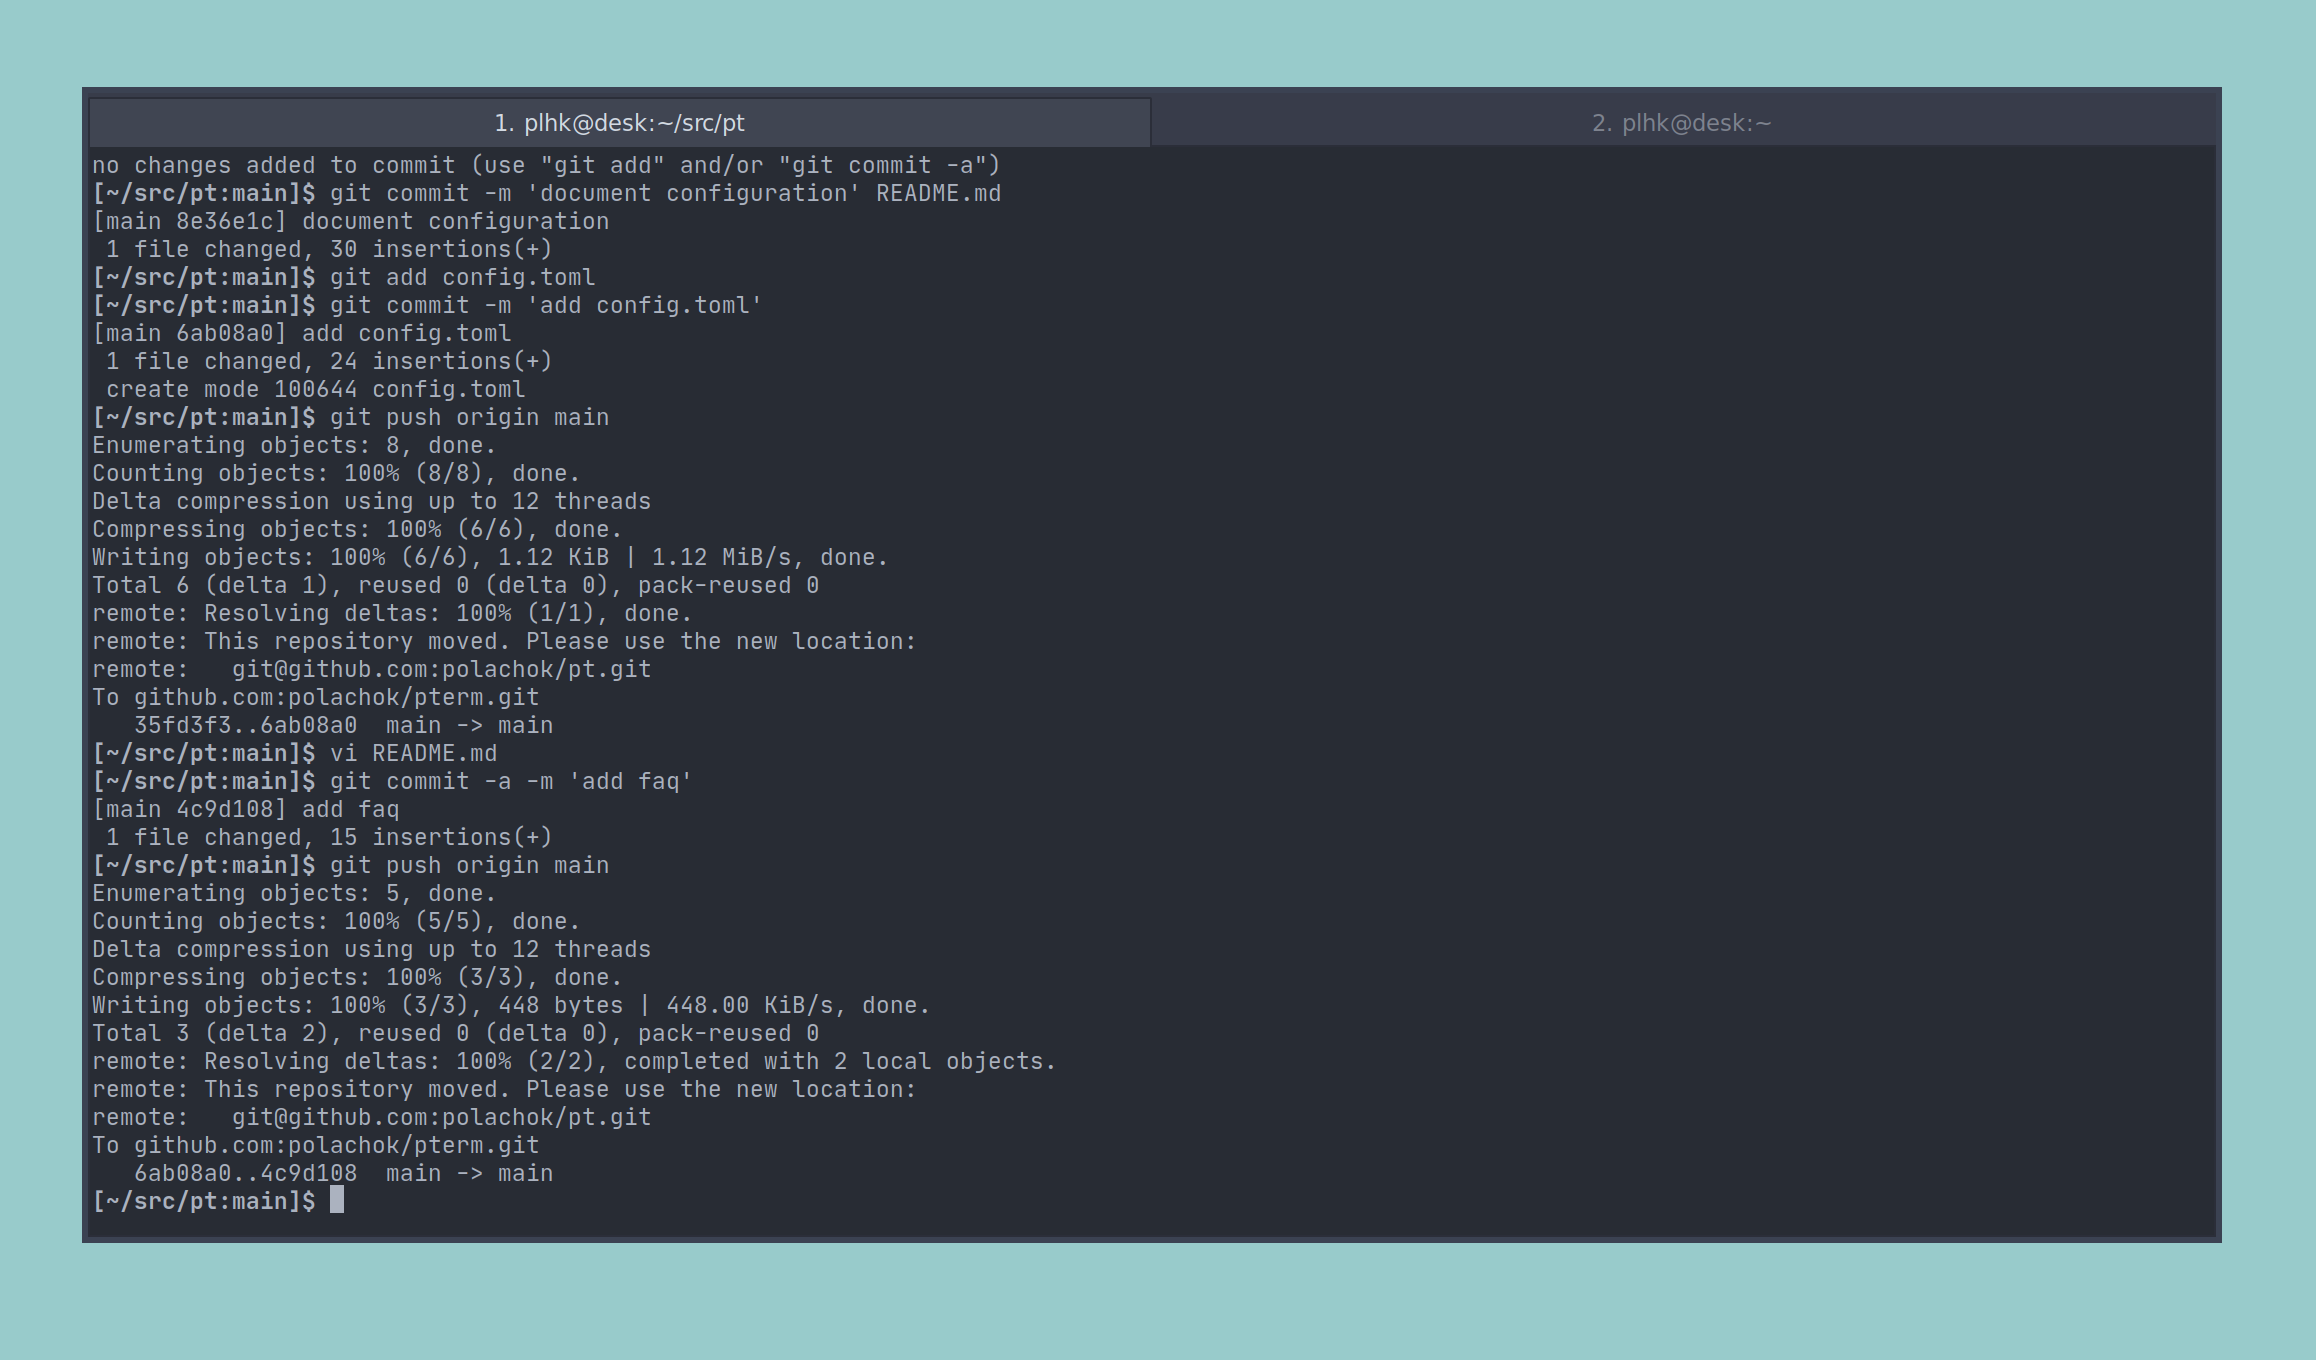 1. plhk@desk:~/src/pt
2. plhk@desk:~
no changes added to commit (use "git add" and/or "git commit -a")
[~/src/pt:main]$ git commit -m 'document configuration' README.md
[main 8e36e1c] document configuration
 1 file changed, 30 insertions(+)
[~/src/pt:main]$ git add config.toml
[~/src/pt:main]$ git commit -m 'add config.toml'
[main 6ab08a0] add config.toml
 1 file changed, 24 insertions(+)
 create mode 100644 config.toml
[~/src/pt:main]$ git push origin main
Enumerating objects: 8, done.
Counting objects: 100% (8/8), done.
Delta compression using up to 12 threads
Compressing objects: 100% (6/6), done.
Writing objects: 100% (6/6), 1.12 KiB | 1.12 MiB/s, done.
Total 6 (delta 1), reused 0 (delta 0), pack-reused 0
remote: Resolving deltas: 100% (1/1), done.
remote: This repository moved. Please use the new location:
remote:   git@github.com:polachok/pt.git
To github.com:polachok/pterm.git
   35fd3f3..6ab08a0  main -> main
[~/src/pt:main]$ vi README.md
[~/src/pt:main]$ git commit -a -m 'add faq'
[main 4c9d108] add faq
 1 file changed, 15 insertions(+)
[~/src/pt:main]$ git push origin main
Enumerating objects: 5, done.
Counting objects: 100% (5/5), done.
Delta compression using up to 12 threads
Compressing objects: 100% (3/3), done.
Writing objects: 100% (3/3), 448 bytes | 448.00 KiB/s, done.
Total 3 (delta 2), reused 0 (delta 0), pack-reused 0
remote: Resolving deltas: 100% (2/2), completed with 2 local objects.
remote: This repository moved. Please use the new location:
remote:   git@github.com:polachok/pt.git
To github.com:polachok/pterm.git
   6ab08a0..4c9d108  main -> main
[~/src/pt:main]$